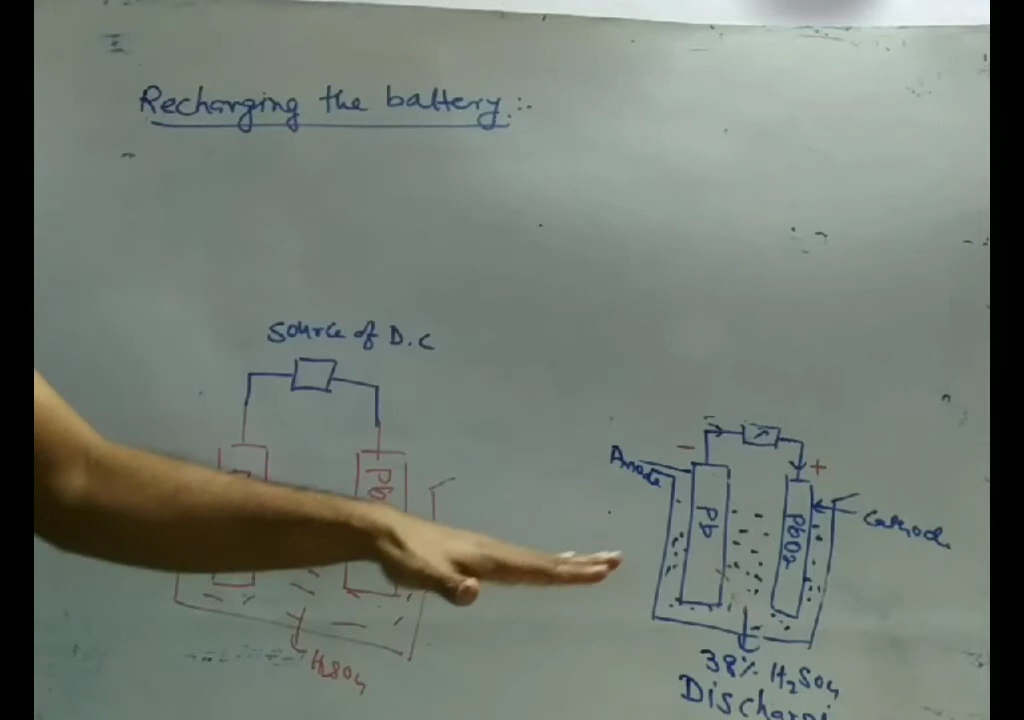 Recharging the battery:-
Source of D.C
Pb
H2SO4
Anode
-
+
Cathode
Pb
PbO2
38% H2SO4